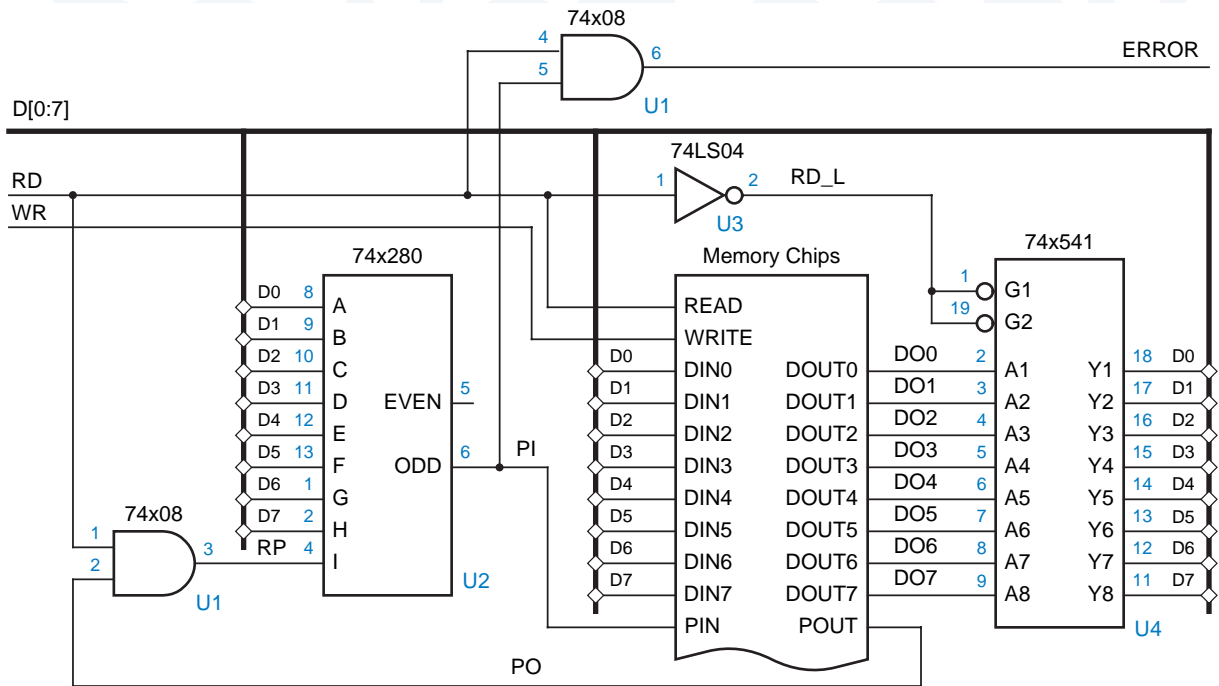 74x08
4
5
6
ERROR
U1
D[0:7]
RD
WR
74LS04
1
2
RD_L
U3
74x280
D0 8 A
D1 9 B
D2 10 C
D3 11 D
D4 12 E
D5 13 F
D6 1 G
D7 2 H
RP 4 I
EVEN 5
ODD 6
PI
U2
74x08
1
2
3
U1
Memory Chips
READ
WRITE
D0 DIN0 DOUT0 DO0
D1 DIN1 DOUT1 DO1
D2 DIN2 DOUT2 DO2
D3 DIN3 DOUT3 DO3
D4 DIN4 DOUT4 DO4
D5 DIN5 DOUT5 DO5
D6 DIN6 DOUT6 DO6
D7 DIN7 DOUT7 DO7
PIN POUT
PO
74x541
1 G1
19 G2
2 A1 Y1 18 D0
3 A2 Y2 17 D1
4 A3 Y3 16 D2
5 A4 Y4 15 D3
6 A5 Y5 14 D4
7 A6 Y6 13 D5
8 A7 Y7 12 D6
9 A8 Y8 11 D7
U4